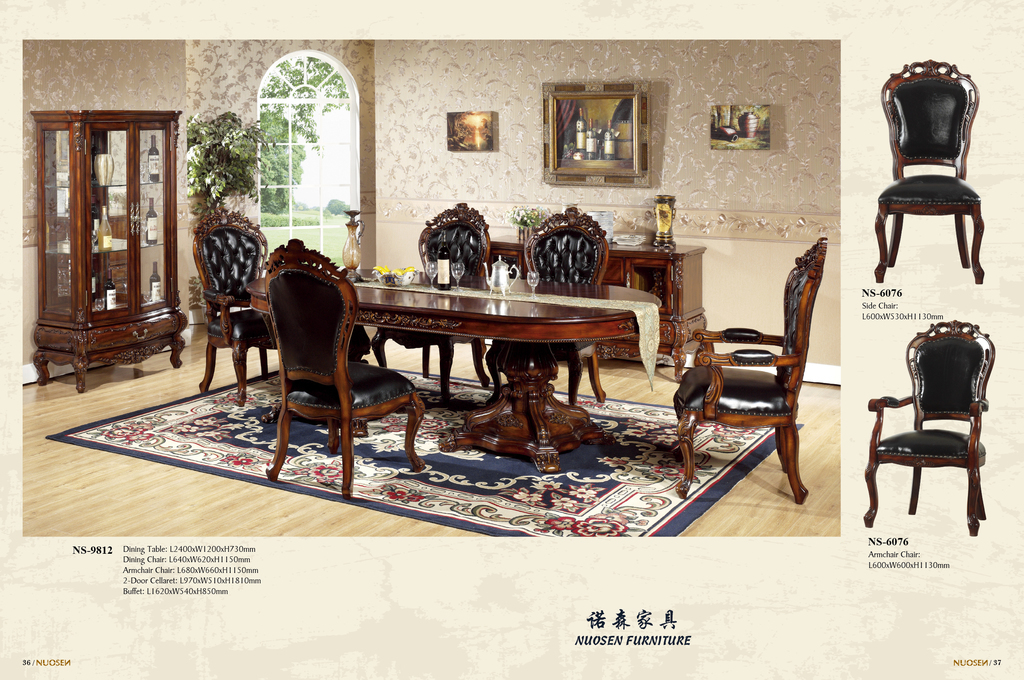 NS-9812
Dining Table: L2400xW1200xH730mm
Dining Chair: L640xW620xH1150mm
Armchair Chair: L680xW660xH1150mm
2-Door Cellaret: L970xW510xH1810mm
Buffet: L1620xW540xH850mm
NS-6076
Side Chair:
L600xW530xH1130mm
NS-6076
Armchair Chair:
L600xW600xH1130mm
诺森家具
NUOSEN FURNITURE
36 / NUOSEN
NUOSEN / 37